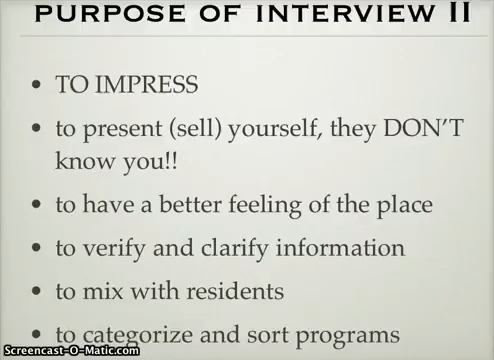 PURPOSE OF INTERVIEW II
• TO IMPRESS
• to present (sell) yourself, they DON'T
know you!!
• to have a better feeling of the place
• to verify and clarify information
• to mix with residents
• to categorize and sort programs
Screencast-O-Matic.com